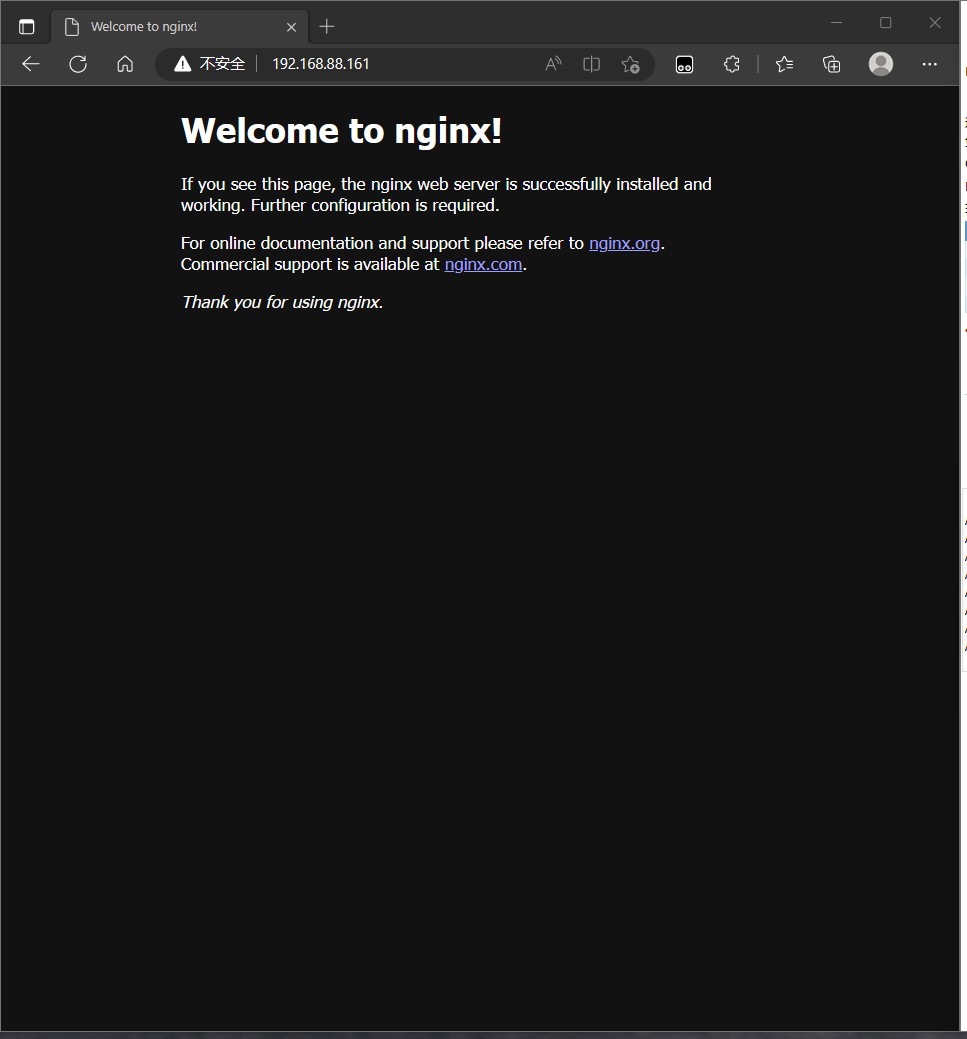 Welcome to nginx!
不安全 192.168.88.161
Welcome to nginx!
If you see this page, the nginx web server is successfully installed and
working. Further configuration is required.
For online documentation and support please refer to nginx.org.
Commercial support is available at nginx.com.
Thank you for using nginx.